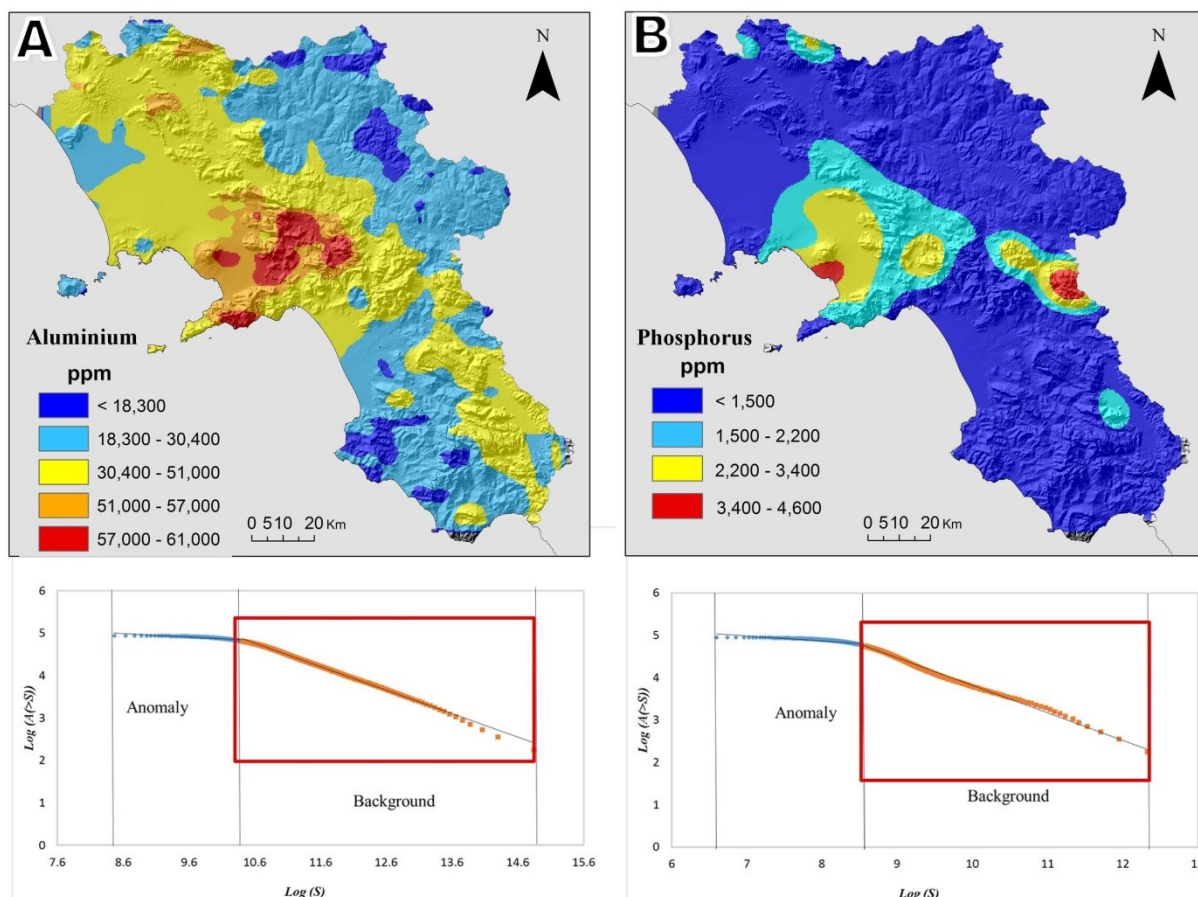 A
N
Aluminium
ppm
< 18,300
18,300 - 30,400
30,400 - 51,000
51,000 - 57,000
57,000 - 61,000
0 510 20 Km
B
N
Phosphorus
ppm
< 1,500
1,500 - 2,200
2,200 - 3,400
3,400 - 4,600
0 510 20 Km
6
5
4
3
2
1
0
Log (A(>S))
Anomaly
Background
7.6 8.6 9.6 10.6 11.6 12.6 13.6 14.6 15.6
Log (S)
6
5
4
3
2
1
0
Log (A(>S))
Anomaly
Background
6 7 8 9 10 11 12 13
Log (S)